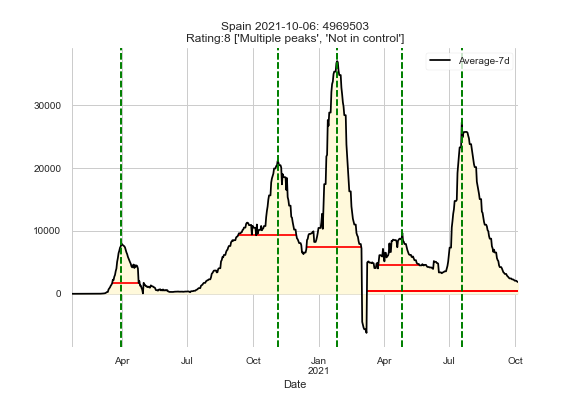 Spain 2021-10-06: 4969503
Rating:8 ['Multiple peaks', 'Not in control']
Average-7d
30000
20000
10000
0
Apr
Jul
Oct
Jan
2021
Apr
Jul
Oct
Date